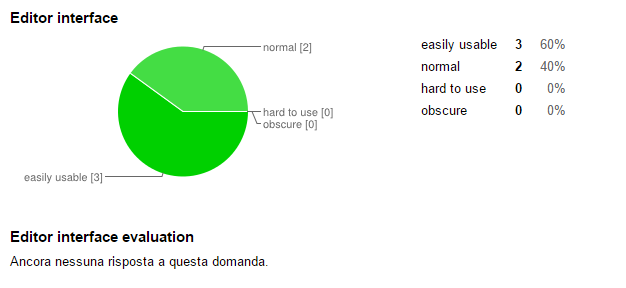 Editor interface
normal [2]
hard to use [0]
obscure [0]
easily usable [3]
easily usable 3 60%
normal 2 40%
hard to use 0 0%
obscure 0 0%
Editor interface evaluation
Ancora nessuna risposta a questa domanda.